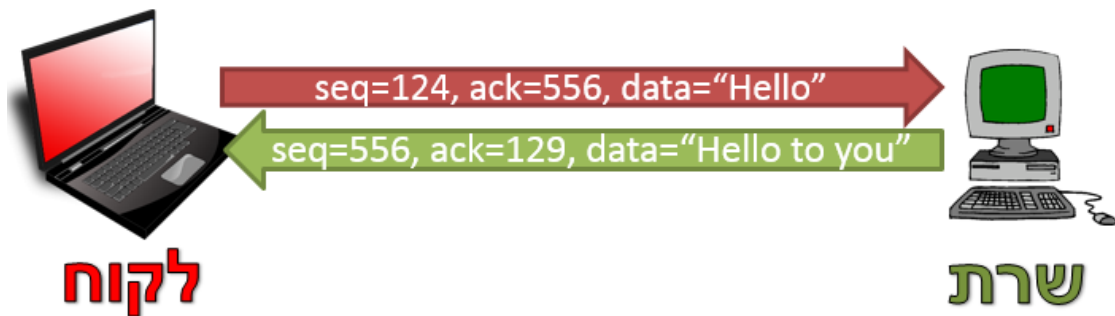 seq=124, ack=556, data=“Hello”
seq=556, ack=129, data=“Hello to you”
לקוח
שרת